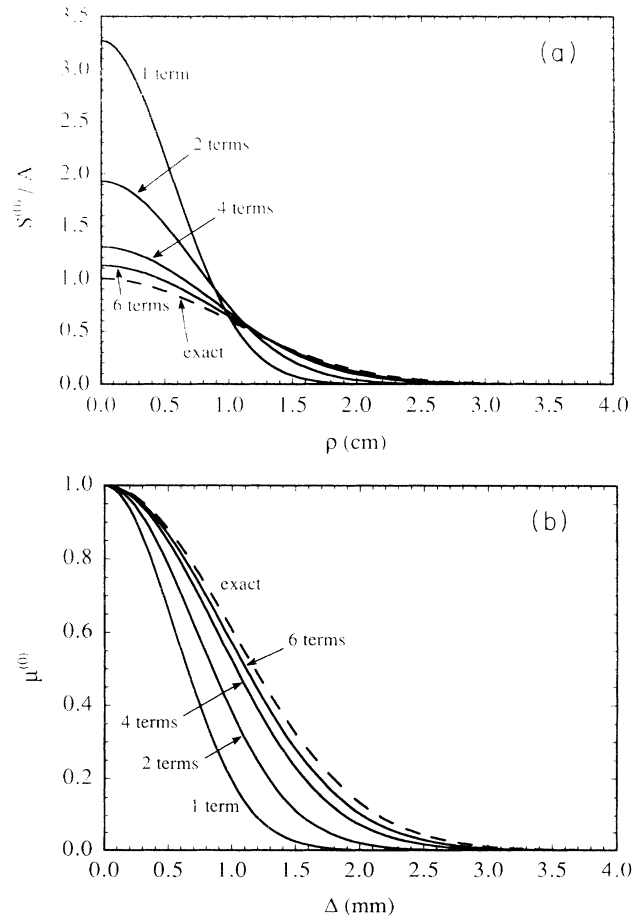 3.5
3.0
2.5
2.0
1.5
1.0
0.5
0.0
S⁽⁰⁾/A
(a)
1 term
2 terms
4 terms
6 terms
exact
0.0 0.5 1.0 1.5 2.0 2.5 3.0 3.5 4.0
ρ (cm)
1.0
0.8
0.6
0.4
0.2
0.0
μ⁽⁰⁾
(b)
exact
6 terms
4 terms
2 terms
1 term
0.0 0.5 1.0 1.5 2.0 2.5 3.0 3.5 4.0
Δ (mm)